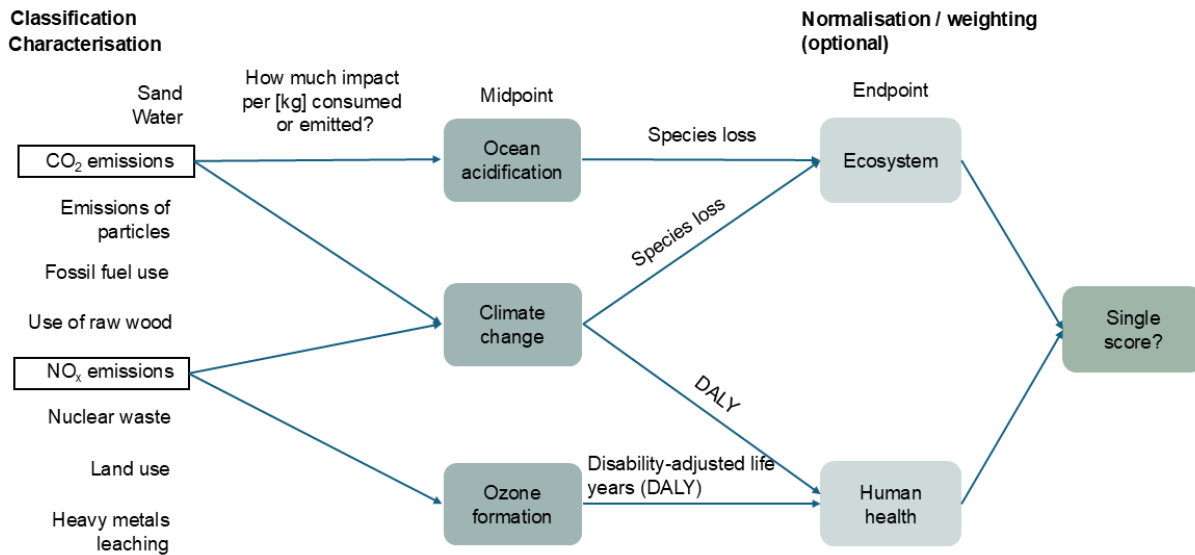 Classification
Characterisation
Normalisation / weighting
(optional)
Sand
Water
How much impact
per [kg] consumed
or emitted?
Midpoint
Endpoint
CO₂ emissions
Ocean
acidification
Species loss
Ecosystem
Emissions of
particles
Species loss
Fossil fuel use
Use of raw wood
Climate
change
Single
score?
NOₓ emissions
DALY
Nuclear waste
Land use
Heavy metals
leaching
Ozone
formation
Disability-adjusted life
years (DALY)
Human
health